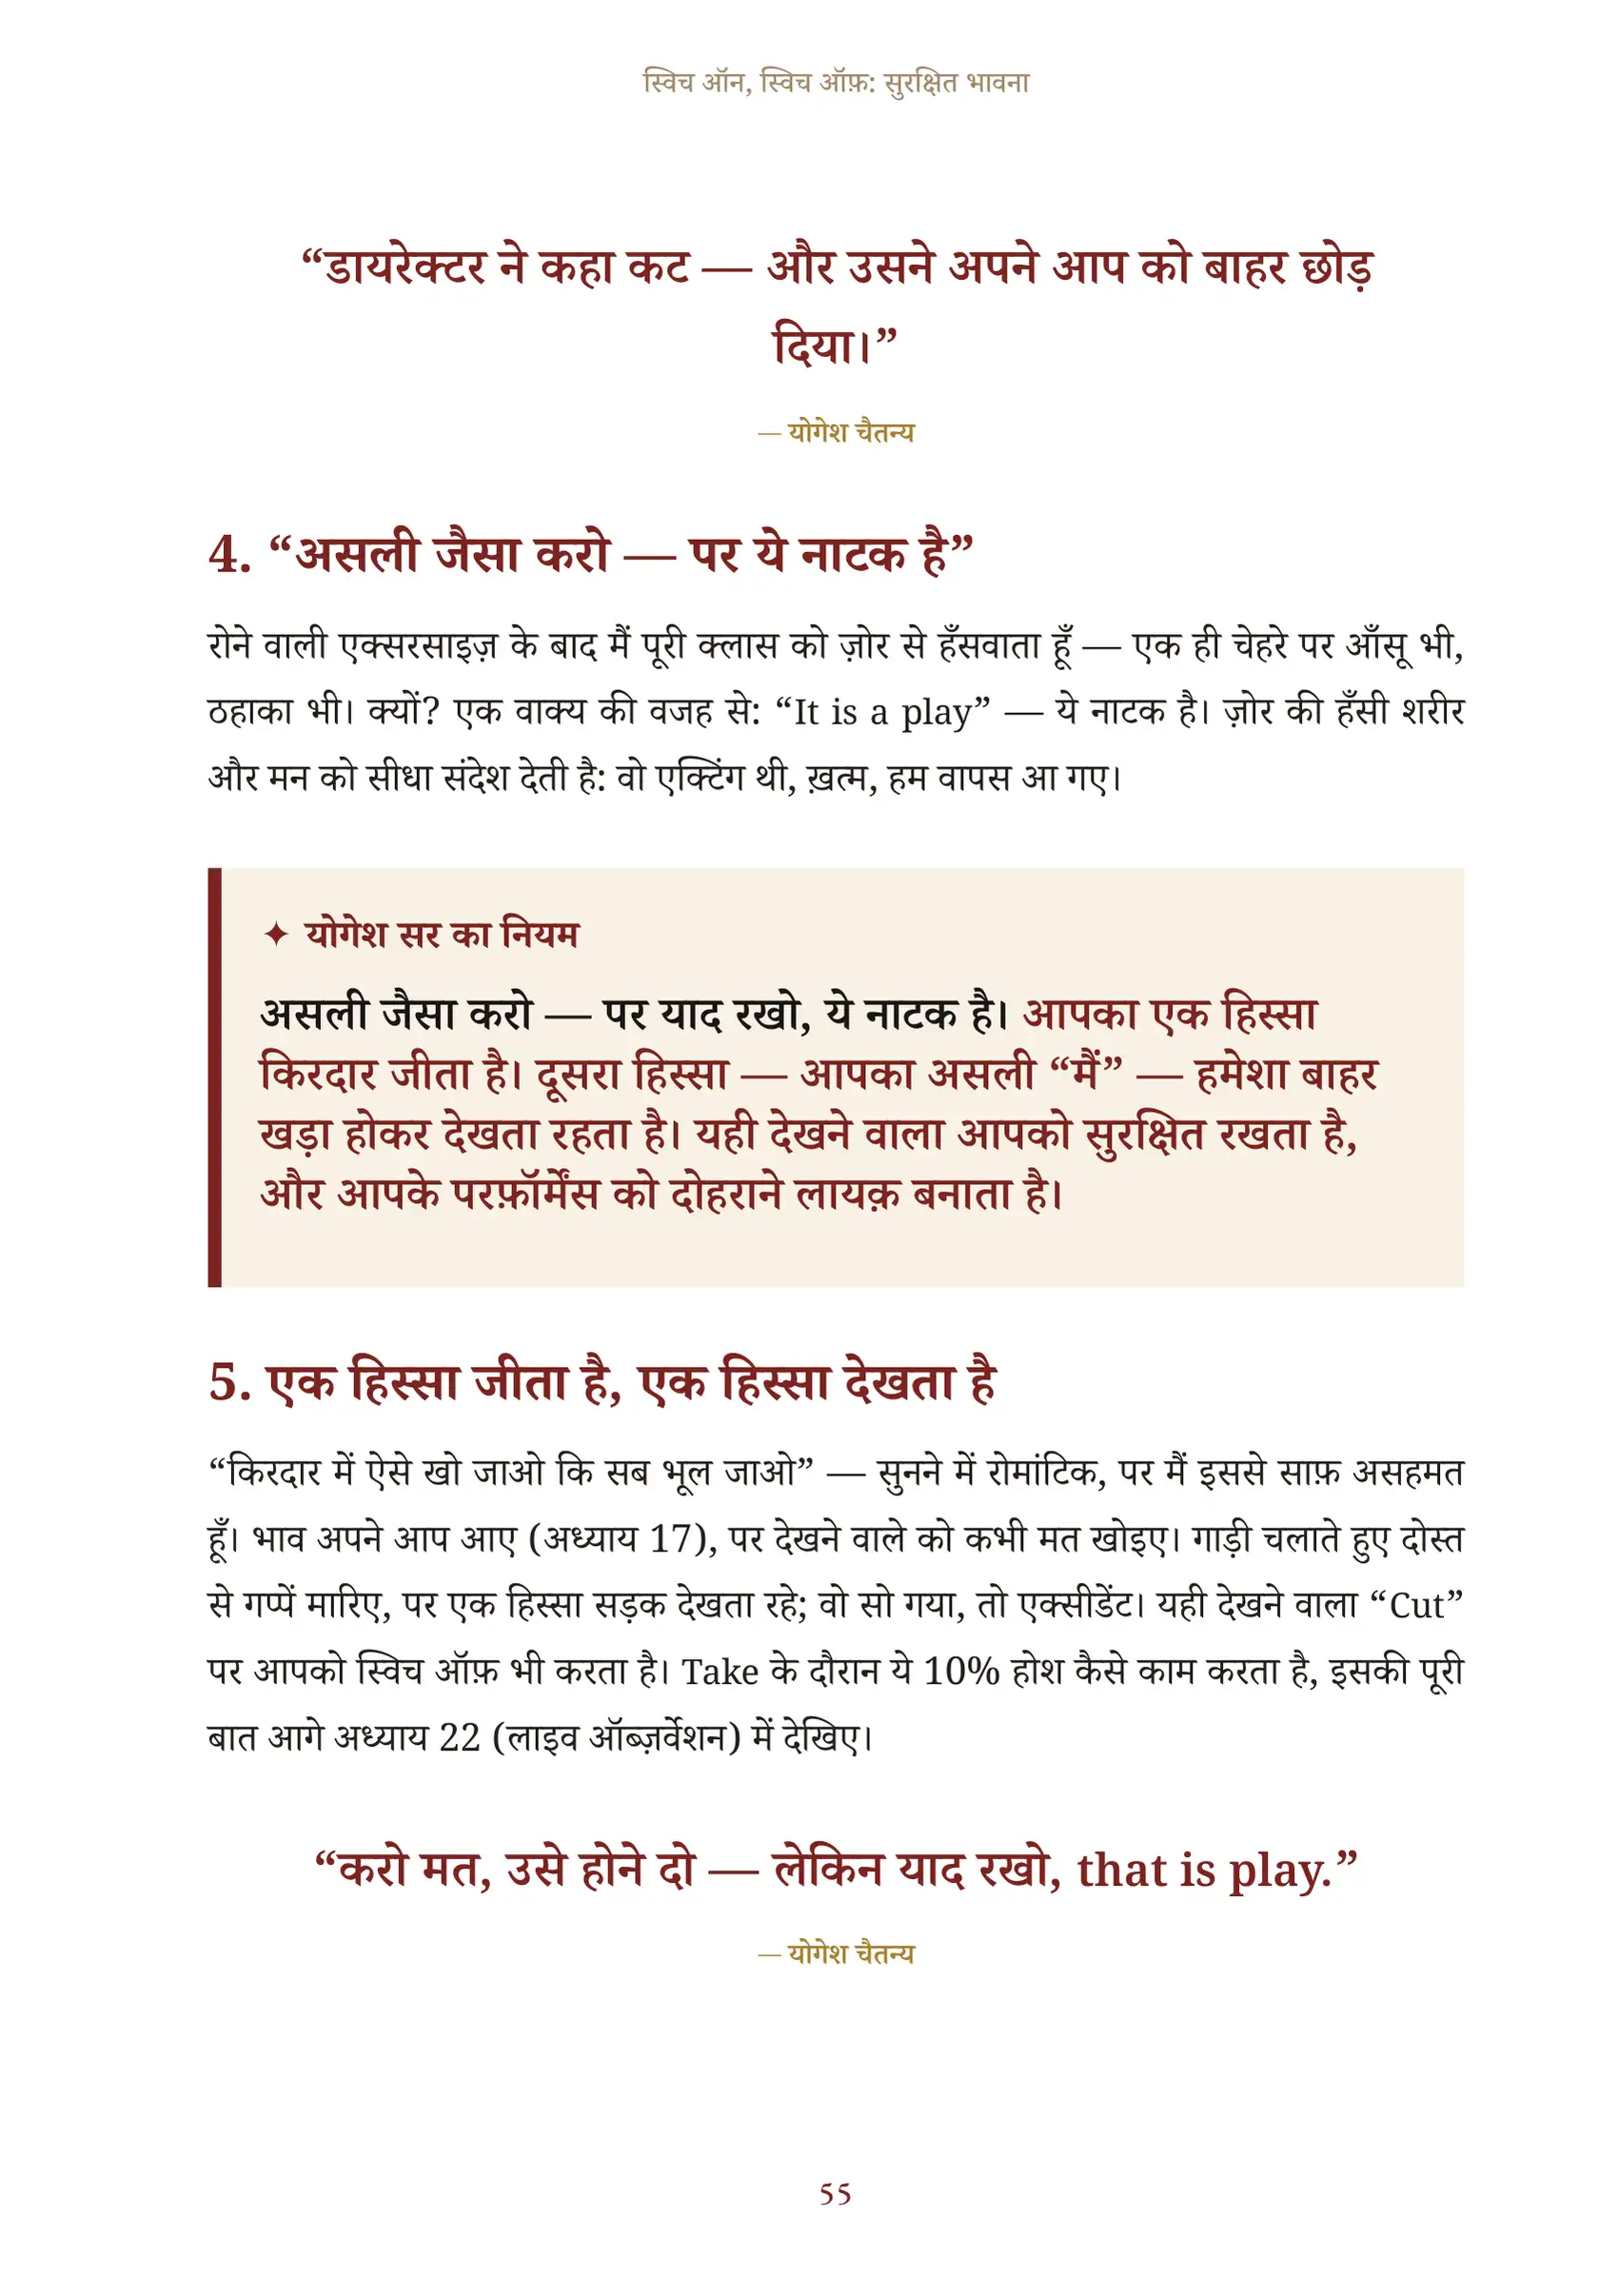 स्विच ऑन, स्विच ऑफ़: सुरक्षित भावना
“डायरेक्टर ने कहा कट — और उसने अपने आप को बाहर छोड़
दिया।”
— योगेश चैतन्य
4. “असली जैसा करो — पर ये नाटक है”
रोने वाली एक्सरसाइज़ के बाद मैं पूरी क्लास को ज़ोर से हँसवाता हूँ — एक ही चेहरे पर आँसू भी,
ठहाका भी। क्यों? एक वाक्य की वजह से: “It is a play” — ये नाटक है। ज़ोर की हँसी शरीर
और मन को सीधा संदेश देती है: वो एक्टिंग थी, ख़त्म, हम वापस आ गए।
✦ योगेश सर का नियम
असली जैसा करो — पर याद रखो, ये नाटक है। आपका एक हिस्सा
किरदार जीता है। दूसरा हिस्सा — आपका असली “मैं” — हमेशा बाहर
खड़ा होकर देखता रहता है। यही देखने वाला आपको सुरक्षित रखता है,
और आपके परफ़ॉर्मेंस को दोहराने लायक़ बनाता है।
5. एक हिस्सा जीता है, एक हिस्सा देखता है
“किरदार में ऐसे खो जाओ कि सब भूल जाओ” — सुनने में रोमांटिक, पर मैं इससे साफ़ असहमत
हूँ। भाव अपने आप आए (अध्याय 17), पर देखने वाले को कभी मत खोइए। गाड़ी चलाते हुए दोस्त
से गप्पें मारिए, पर एक हिस्सा सड़क देखता रहे; वो सो गया, तो एक्सीडेंट। यही देखने वाला “Cut”
पर आपको स्विच ऑफ़ भी करता है। Take के दौरान ये 10% होश कैसे काम करता है, इसकी पूरी
बात आगे अध्याय 22 (लाइव ऑब्ज़र्वेशन) में देखिए।
“करो मत, उसे होने दो — लेकिन याद रखो, that is play.”
— योगेश चैतन्य
55